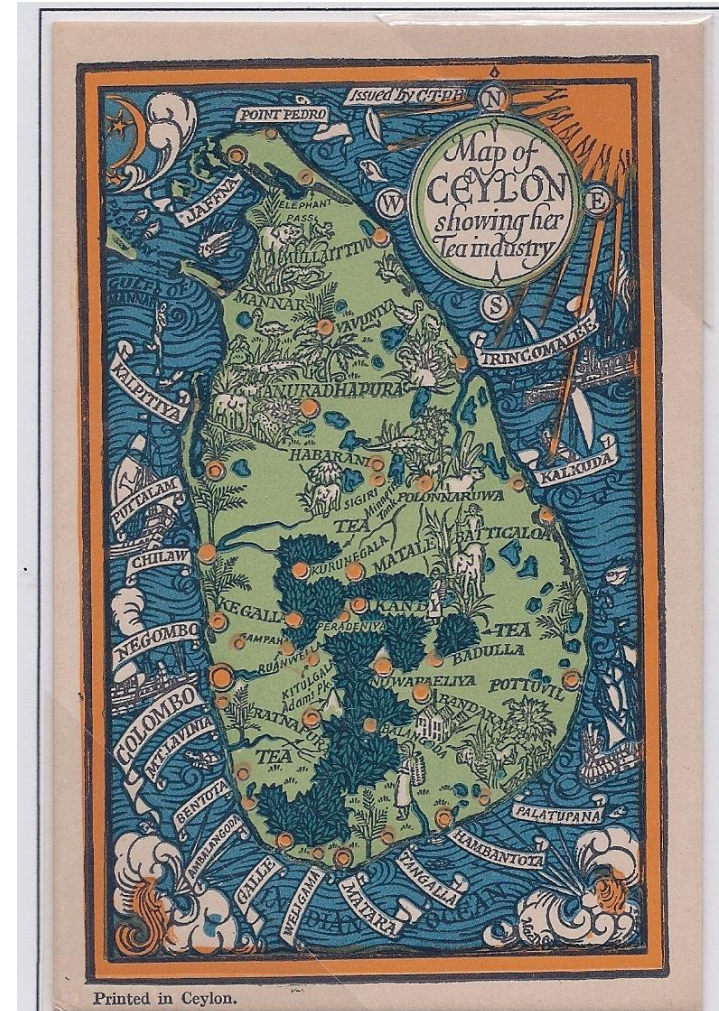 Issued by C·T·P·B
N
POINT PEDRO
Map of
CEYLON
showing her
Tea industry
W
E
S
JAFFNA
ELEPHANT
PASS
MULLAITTIVU
GULF OF
MANNAR
MANNAR
VAVUNIYA
TRINCOMALEE
KALPITIYA
ANURADHAPURA
HABARANE
KALKUDA
SIGIRI
Minneri
POLONNARUWA
PUTTALAM
TEA
BATTICALOA
CHILAW
KURUNEGALA
MATALE
KEGALLE
KANDY
NEGOMBO
GAMPAHA
PERADENIYA
TEA
BADULLA
RUANWELLA
KITULGALA
Adam's Pk.
NUWARAELIYA
POTTUVIL
COLOMBO
BANDARAWELA
RATNAPURA
BALANGODA
MT. LAVINIA
TEA
BENTOTA
PALATUPANA
AMBALANGODA
HAMBANTOTA
GALLE
WELIGAMA
MATARA
TANGALLA
INDIAN OCEAN
Printed in Ceylon.